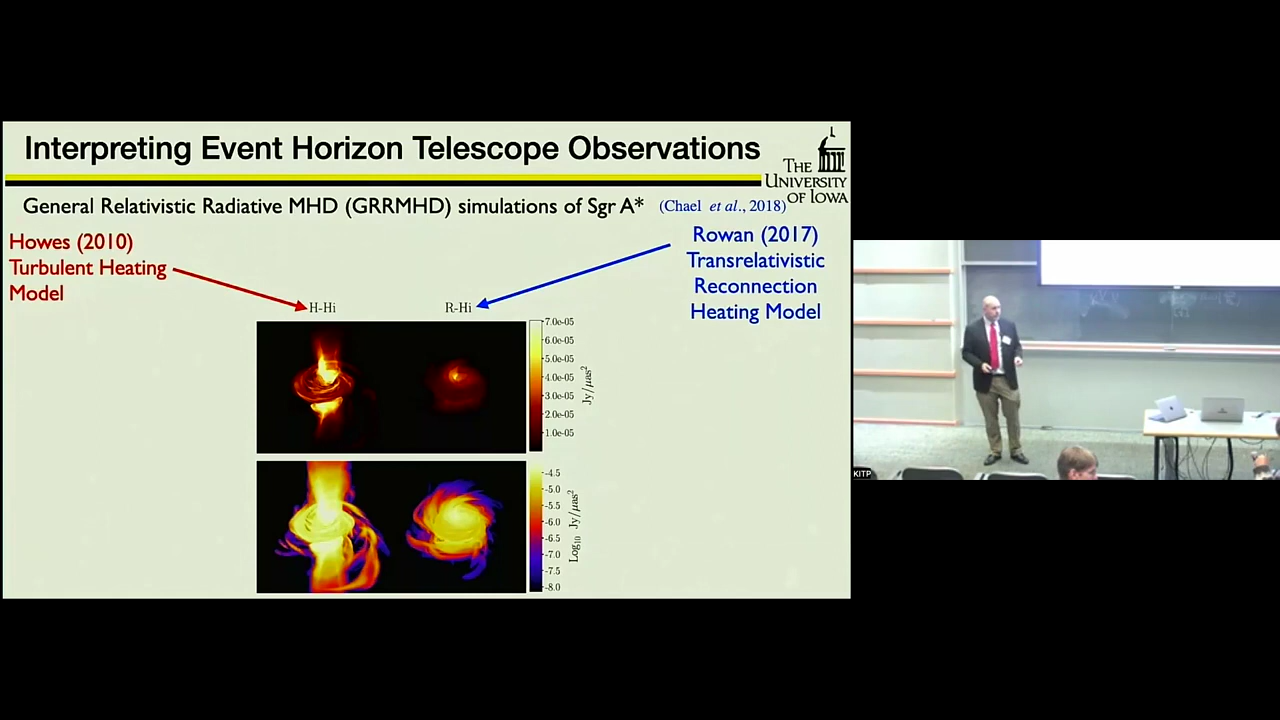 Interpreting Event Horizon Telescope Observations
THE
UNIVERSITY
OF IOWA
General Relativistic Radiative MHD (GRRMHD) simulations of Sgr A* (Chael et al., 2018)
Howes (2010)
Turbulent Heating
Model
Rowan (2017)
Transrelativistic
Reconnection
Heating Model
H-Hi
R-Hi
7.0e-05
6.0e-05
5.0e-05
4.0e-05
3.0e-05
2.0e-05
1.0e-05
Jy/μas²
-4.5
-5.0
-5.5
-6.0
-6.5
-7.0
-7.5
-8.0
Log₁₀ Jy/μas²
KITP